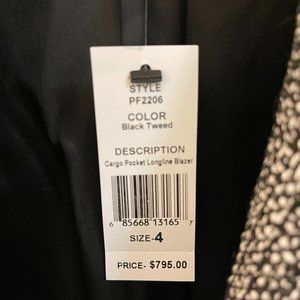 STYLE
PF2206
COLOR
Black Tweed
DESCRIPTION
Cargo Pocket Longline Blazer
6 85668 13165 7
SIZE-4
PRICE- $795.00